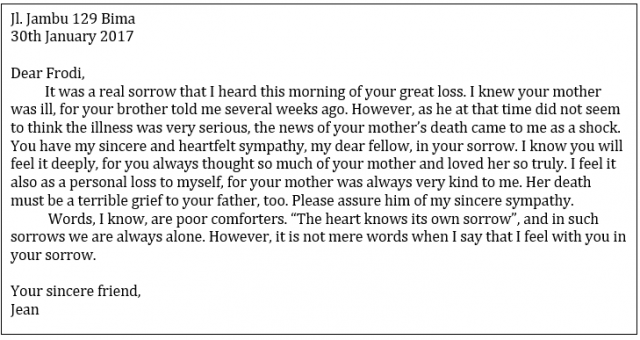 Jl. Jambu 129 Bima
30th January 2017
Dear Frodi,
It was a real sorrow that I heard this morning of your great loss. I knew your mother
was ill, for your brother told me several weeks ago. However, as he at that time did not seem
to think the illness was very serious, the news of your mother’s death came to me as a shock.
You have my sincere and heartfelt sympathy, my dear fellow, in your sorrow. I know you will
feel it deeply, for you always thought so much of your mother and loved her so truly. I feel it
also as a personal loss to myself, for your mother was always very kind to me. Her death
must be a terrible grief to your father, too. Please assure him of my sincere sympathy.
Words, I know, are poor comforters. “The heart knows its own sorrow”, and in such
sorrows we are always alone. However, it is not mere words when I say that I feel with you in
your sorrow.
Your sincere friend,
Jean